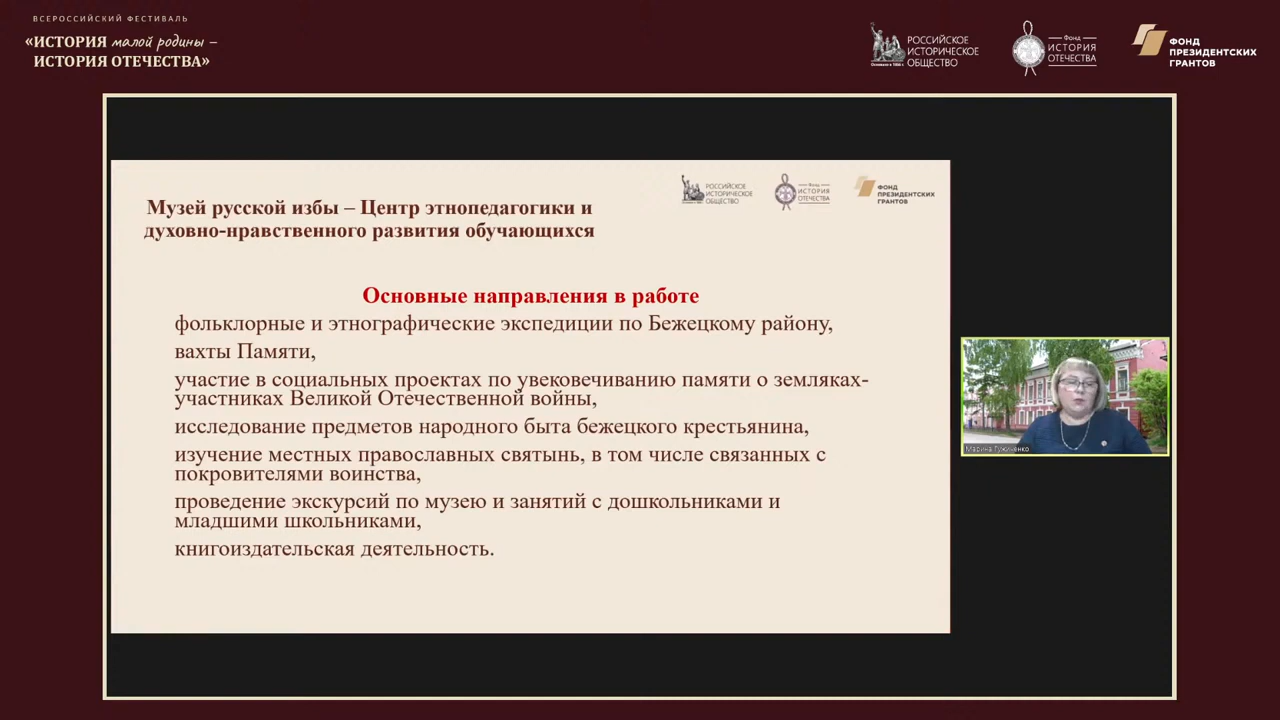 ВСЕРОССИЙСКИЙ ФЕСТИВАЛЬ
«ИСТОРИЯ малой родины –
ИСТОРИЯ ОТЕЧЕСТВА»
РОССИЙСКОЕ
ИСТОРИЧЕСКОЕ
ОБЩЕСТВО
Основано в 1866 г.
Фонд
ИСТОРИЯ
ОТЕЧЕСТВА
ФОНД
ПРЕЗИДЕНТСКИХ
ГРАНТОВ
РОССИЙСКОЕ
ИСТОРИЧЕСКОЕ
ОБЩЕСТВО
Фонд
ИСТОРИЯ
ОТЕЧЕСТВА
ФОНД
ПРЕЗИДЕНТСКИХ
ГРАНТОВ
Музей русской избы – Центр этнопедагогики и
духовно-нравственного развития обучающихся
Основные направления в работе
фольклорные и этнографические экспедиции по Бежецкому району,
вахты Памяти,
участие в социальных проектах по увековечиванию памяти о земляках-
участниках Великой Отечественной войны,
исследование предметов народного быта бежецкого крестьянина,
изучение местных православных святынь, в том числе связанных с
покровителями воинства,
проведение экскурсий по музею и занятий с дошкольниками и
младшими школьниками,
книгоиздательская деятельность.
Марина Гужиненко